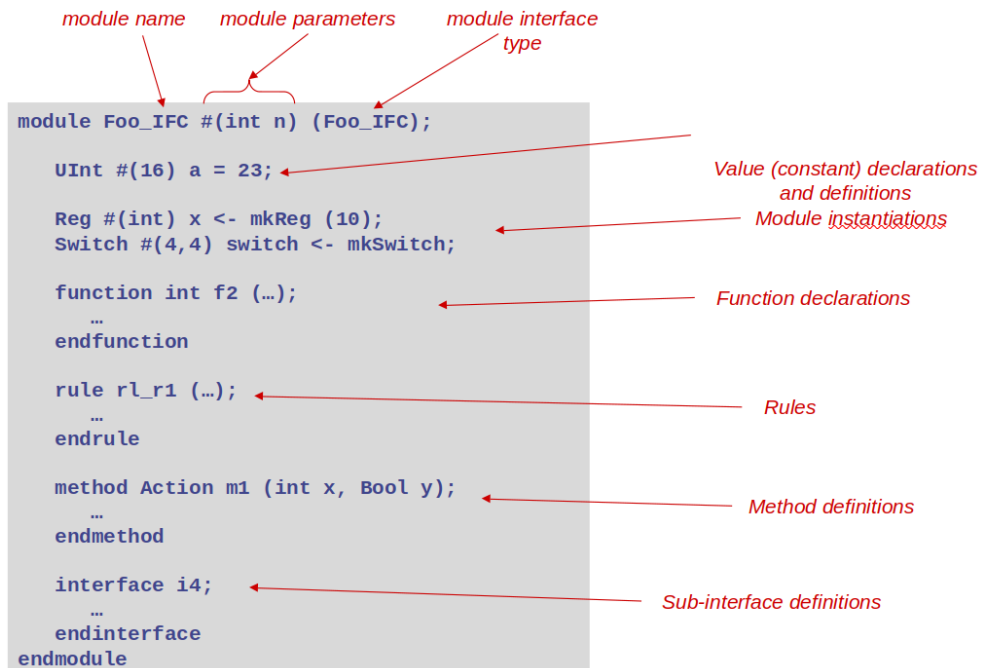 module name module parameters module interface
type
module Foo_IFC #(int n) (Foo_IFC);
UInt #(16) a = 23;
Value (constant) declarations
and definitions
Reg #(int) x <- mkReg (10);
Module instantiations
Switch #(4,4) switch <- mkSwitch;
function int f2 (…);
Function declarations
…
endfunction
rule rl_r1 (…);
Rules
…
endrule
method Action m1 (int x, Bool y);
Method definitions
…
endmethod
interface i4;
Sub-interface definitions
…
endinterface
endmodule